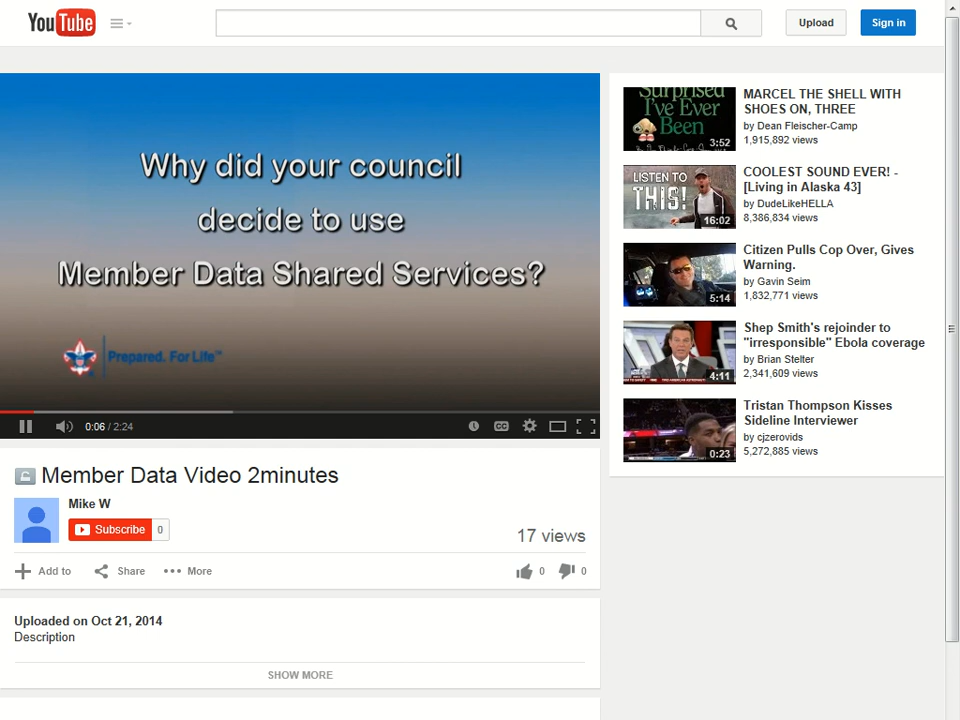 YouTube
Upload
Sign in
Why did your council
decide to use
Member Data Shared Services?
Prepared. For Life™
0:06 / 2:24
CC
Member Data Video 2minutes
Mike W
Subscribe 0
17 views
Add to
Share
More
0
0
Uploaded on Oct 21, 2014
Description
SHOW MORE
Surprised
I've Ever
Been
3:52
MARCEL THE SHELL WITH
SHOES ON, THREE
by Dean Fleischer-Camp
1,915,892 views
LISTEN TO
THIS!
16:02
COOLEST SOUND EVER! -
[Living in Alaska 43]
by DudeLikeHELLA
8,386,834 views
5:14
Citizen Pulls Cop Over, Gives
Warning.
by Gavin Seim
1,832,771 views
4:11
Shep Smith's rejoinder to
"irresponsible" Ebola coverage
by Brian Stelter
2,341,609 views
0:23
Tristan Thompson Kisses
Sideline Interviewer
by cjzerovids
5,272,885 views